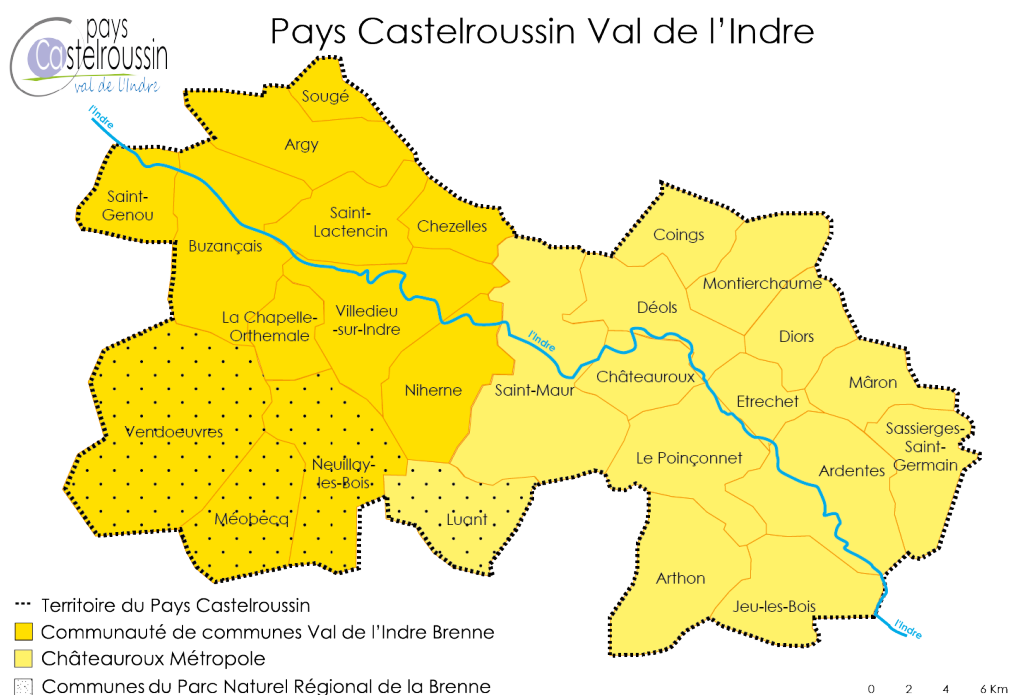 pays
Castelroussin
val de l'Indre
Pays Castelroussin Val de l'Indre
l'Indre
Sougé
Argy
Saint-
Genou
Saint-
Lactencin
Chezelles
Buzançais
Coings
Montierchaume
La Chapelle-
Orthemale
Villedieu
-sur-Indre
Déols
Diors
l'Indre
Niherne
Saint-Maur
Châteauroux
Mâron
Etrechet
Vendoeuvres
Sassierges-
Saint-
Germain
Neuillay-
les-Bois
Le Poinçonnet
Ardentes
Méobecq
Luant
Arthon
Jeu-les-Bois
l'Indre
Territoire du Pays Castelroussin
Communauté de communes Val de l'Indre Brenne
Châteauroux Métropole
Communes du Parc Naturel Régional de la Brenne
0 2 4 6 Km